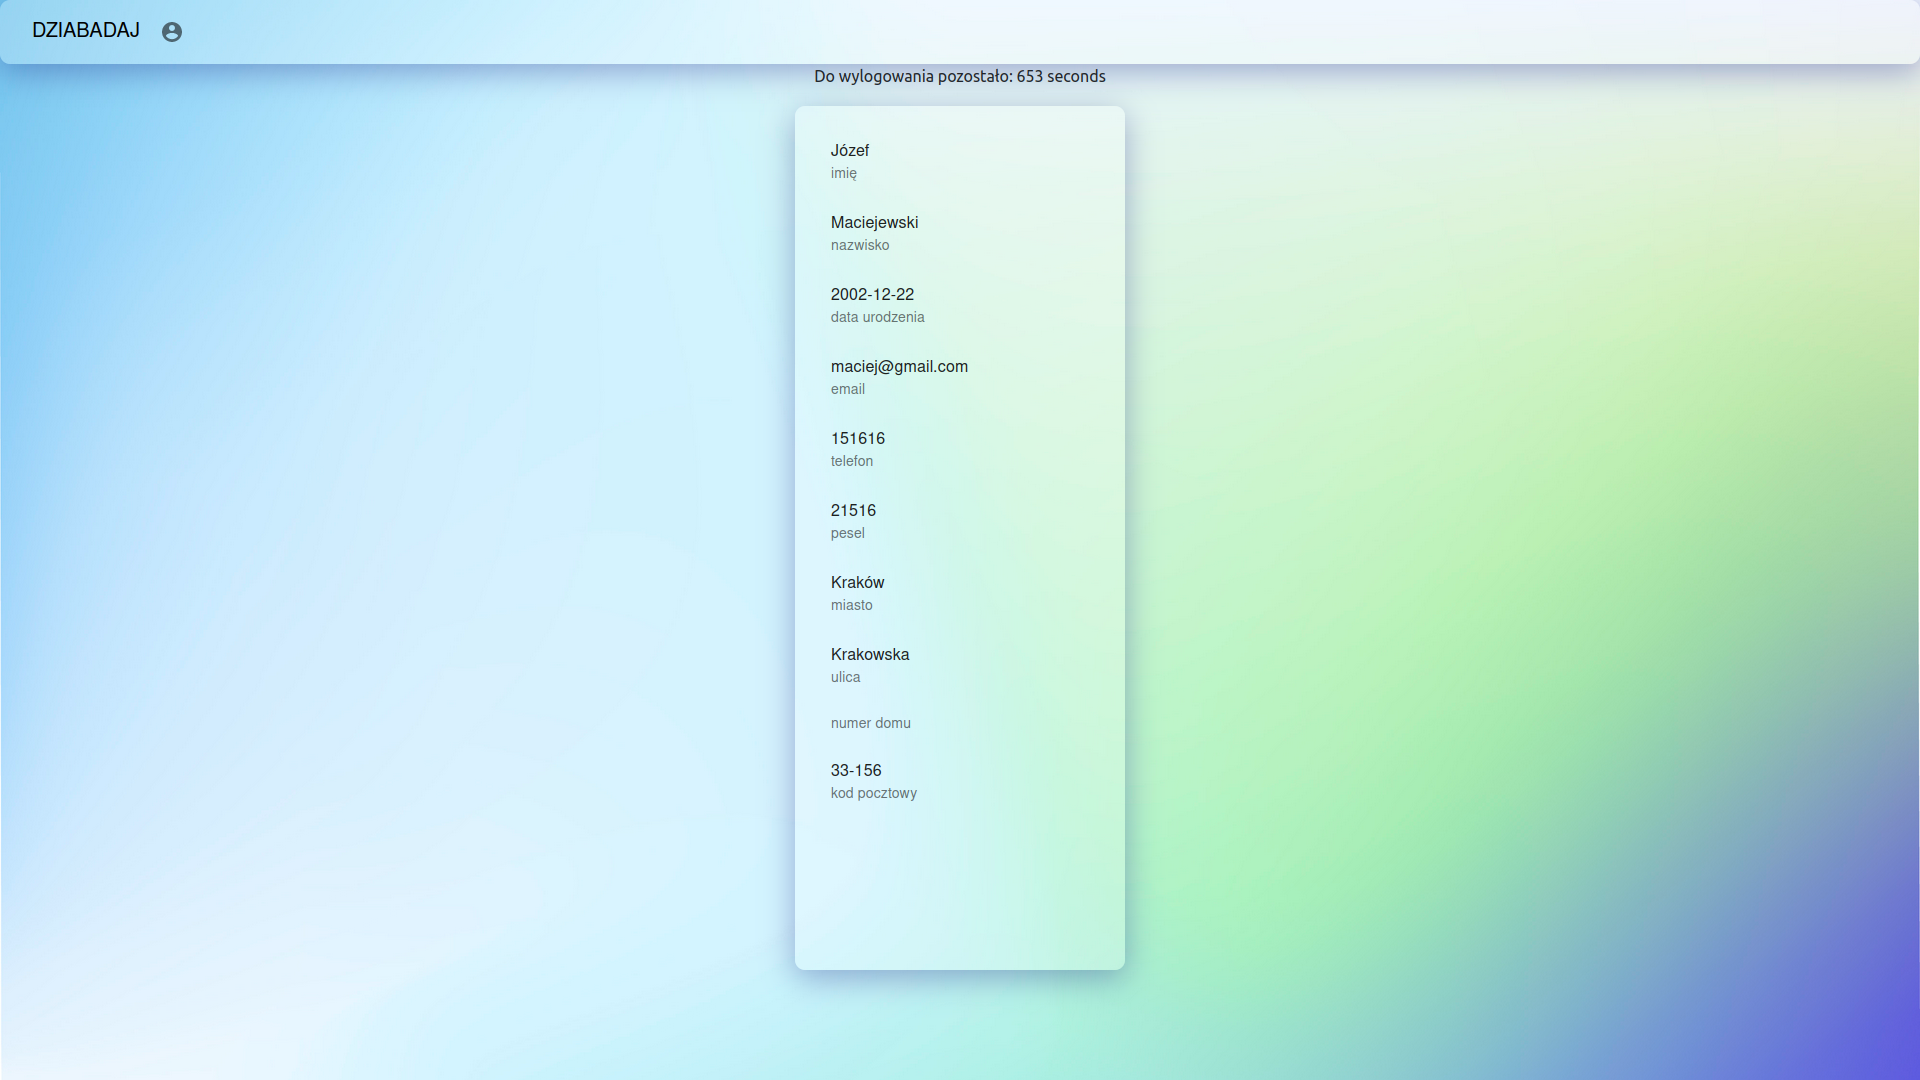 DZIABADAJ
Do wylogowania pozostało: 653 seconds
Józef
imię
Maciejewski
nazwisko
2002-12-22
data urodzenia
maciej@gmail.com
email
151616
telefon
21516
pesel
Kraków
miasto
Krakowska
ulica
numer domu
33-156
kod pocztowy